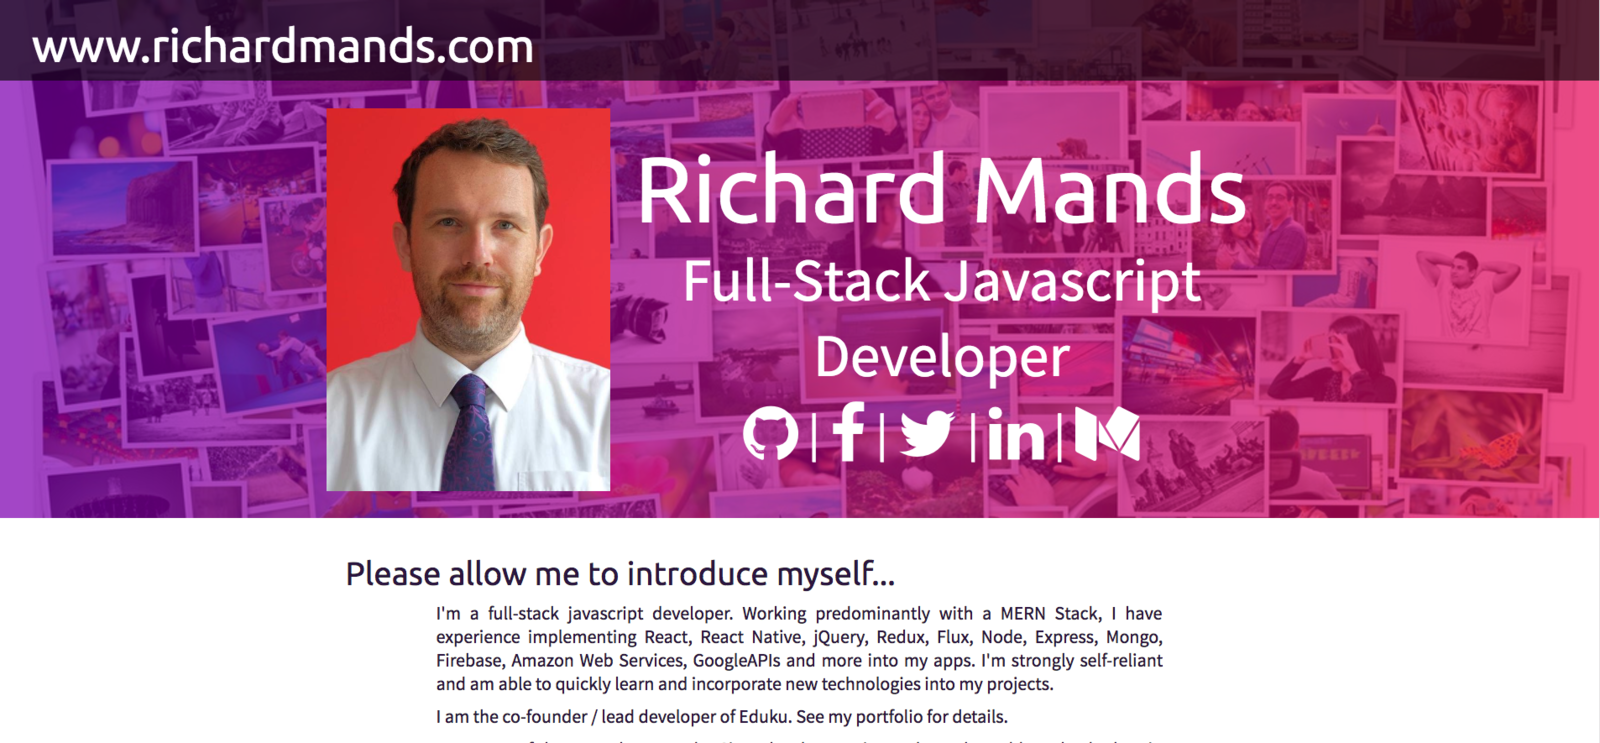 www.richardmands.com
Richard Mands
Full-Stack Javascript
Developer
Please allow me to introduce myself...
I'm a full-stack javascript developer. Working predominantly with a MERN Stack, I have
experience implementing React, React Native, jQuery, Redux, Flux, Node, Express, Mongo,
Firebase, Amazon Web Services, GoogleAPIs and more into my apps. I'm strongly self-reliant
and am able to quickly learn and incorporate new technologies into my projects.
I am the co-founder / lead developer of Eduku. See my portfolio for details.